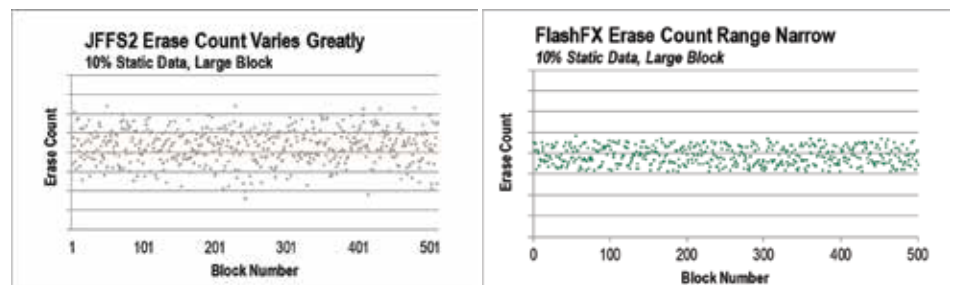 JFFS2 Erase Count Varies Greatly
10% Static Data, Large Block
Erase Count
1 101 201 301 401 501
Block Number
FlashFX Erase Count Range Narrow
10% Static Data, Large Block
Erase Count
0 100 200 300 400 500
Block Number